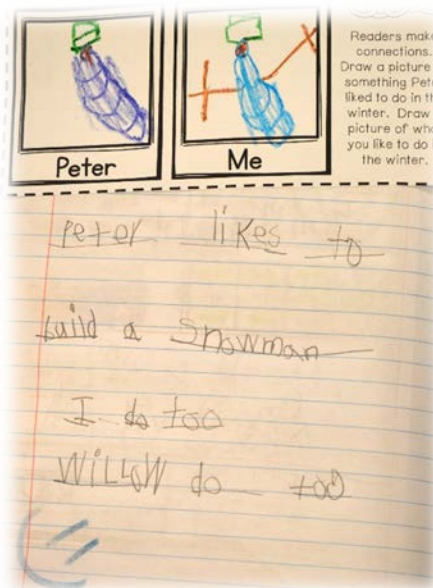 Peter
Me
Readers make
connections.
Draw a picture
something Pete
liked to do in th
winter. Draw
picture of wha
you like to do
the winter.
Peter likes to
build a snowman
I do too
WiLLOW do too